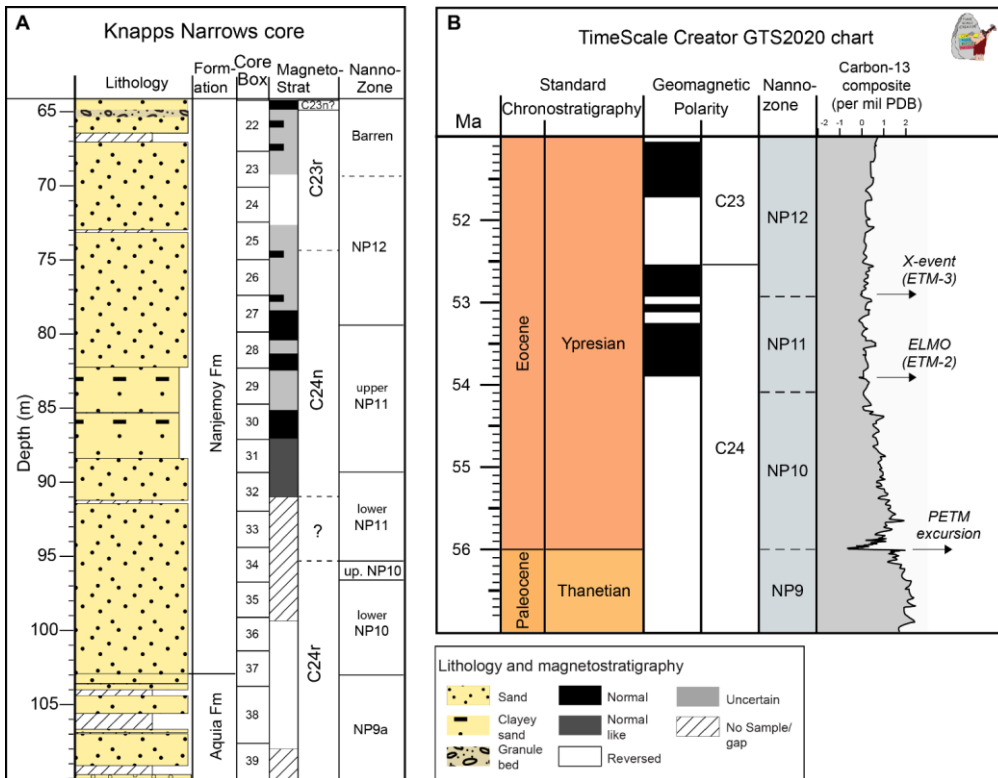 A
Knapps Narrows core
Lithology
Form-
ation
Core
Box
Magneto-
Strat
Nanno-
Zone
Depth (m)
65
70
75
80
85
90
95
100
105
Nanjemoy Fm
Aquia Fm
22
23
24
25
26
27
28
29
30
31
32
33
34
35
36
37
38
39
C23n?
C23r
C24n
?
C24r
Barren
NP12
upper
NP11
lower
NP11
up. NP10
lower
NP10
NP9a
B
TimeScale Creator GTS2020 chart
Ma
Standard
Chronostratigraphy
Geomagnetic
Polarity
Nanno-
zone
Carbon-13
composite
(per mil PDB)
-2 -1 0 1 2
52
53
54
55
56
Eocene
Paleocene
Ypresian
Thanetian
C23
C24
NP12
NP11
NP10
NP9
X-event
(ETM-3)
ELMO
(ETM-2)
PETM
excursion
Lithology and magnetostratigraphy
Sand
Normal
Uncertain
Clayey
sand
Normal
like
No Sample/
gap
Granule
bed
Reversed